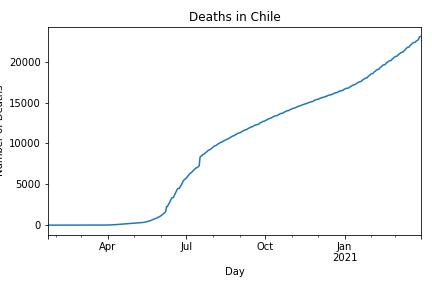 Deaths in Chile
Number of Deaths
20000
15000
10000
5000
0
Apr
Jul
Oct
Jan
2021
Day